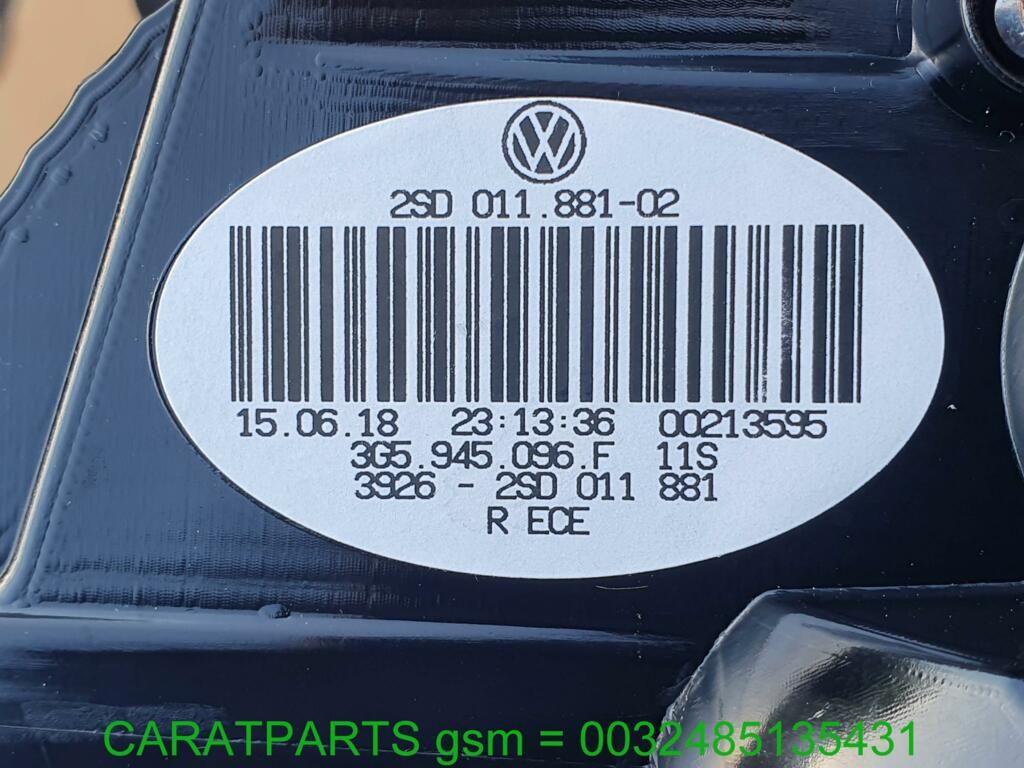 VW
2SD 011.881-02
15.06.18 23:13:36 00213595
3G5.945.096.F 11S
3926 - 2SD 011 881
R ECE
CARATPARTS gsm = 0032485135431